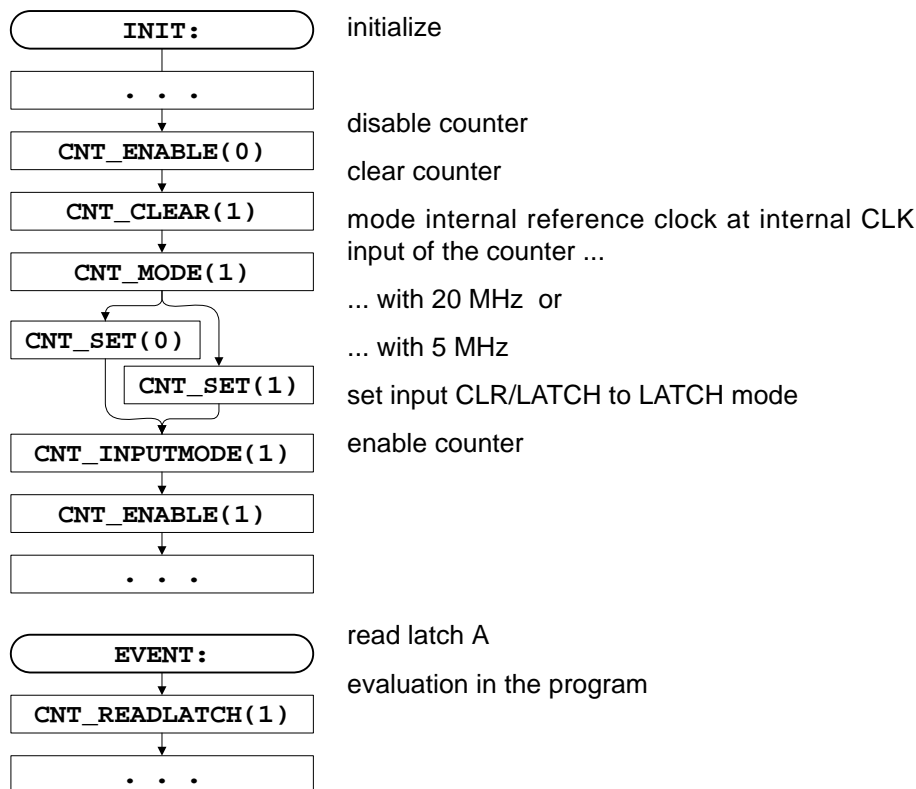 INIT:
initialize
. . .
disable counter
CNT_ENABLE(0)
clear counter
CNT_CLEAR(1)
mode internal reference clock at internal CLK
input of the counter ...
CNT_MODE(1)
... with 20 MHz or
CNT_SET(0)
... with 5 MHz
CNT_SET(1)
set input CLR/LATCH to LATCH mode
enable counter
CNT_INPUTMODE(1)
CNT_ENABLE(1)
. . .
read latch A
EVENT:
evaluation in the program
CNT_READLATCH(1)
. . .